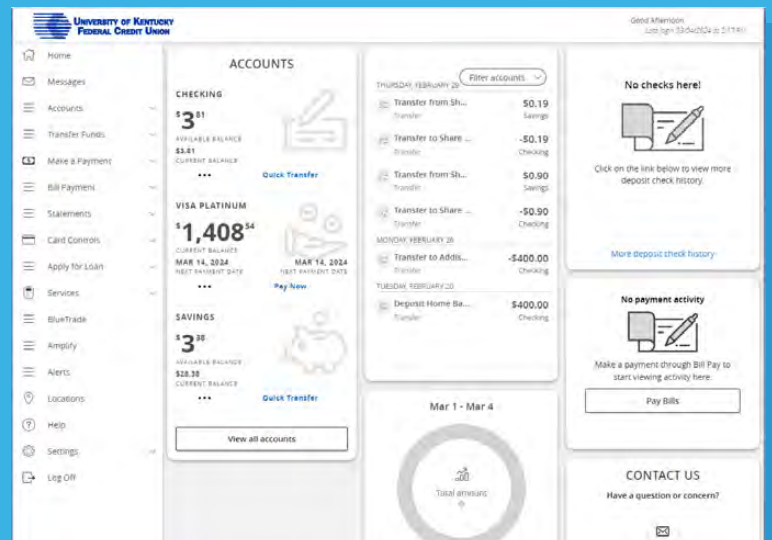 UNIVERSITY OF KENTUCKY
FEDERAL CREDIT UNION
Good Afternoon
Last login 03/04/2024 at
Home
Messages
Accounts
Transfer Funds
Make a Payment
Bill Payment
Statements
Card Controls
Apply for Loan
Services
BlueTrade
Amplify
Alerts
Locations
Help
Settings
Log Off
ACCOUNTS
CHECKING
$3 81
AVAILABLE BALANCE
$3.81
CURRENT BALANCE
••• Quick Transfer
VISA PLATINUM
$1,408 54
CURRENT BALANCE
MAR 14, 2024 MAR 14, 2024
NEXT PAYMENT DATE NEXT PAYMENT DATE
••• Pay Now
SAVINGS
$3 38
AVAILABLE BALANCE
$28.38
CURRENT BALANCE
••• Quick Transfer
View all accounts
Filter accounts
THURSDAY, FEBRUARY 29
Transfer from Sh... $0.19
Transfer Savings
Transfer to Share ... -$0.19
Transfer Checking
Transfer from Sh... $0.90
Transfer Savings
Transfer to Share ... -$0.90
Transfer Checking
MONDAY, FEBRUARY 26
Transfer to Addis... -$400.00
Transfer Checking
TUESDAY, FEBRUARY 20
Deposit Home Ba... $400.00
Transfer Checking
Mar 1 - Mar 4
Total amount
No checks here!
Click on the link below to view more
deposit check history.
More deposit check history
No payment activity
Make a payment through Bill Pay to
start viewing activity here.
Pay Bills
CONTACT US
Have a question or concern?